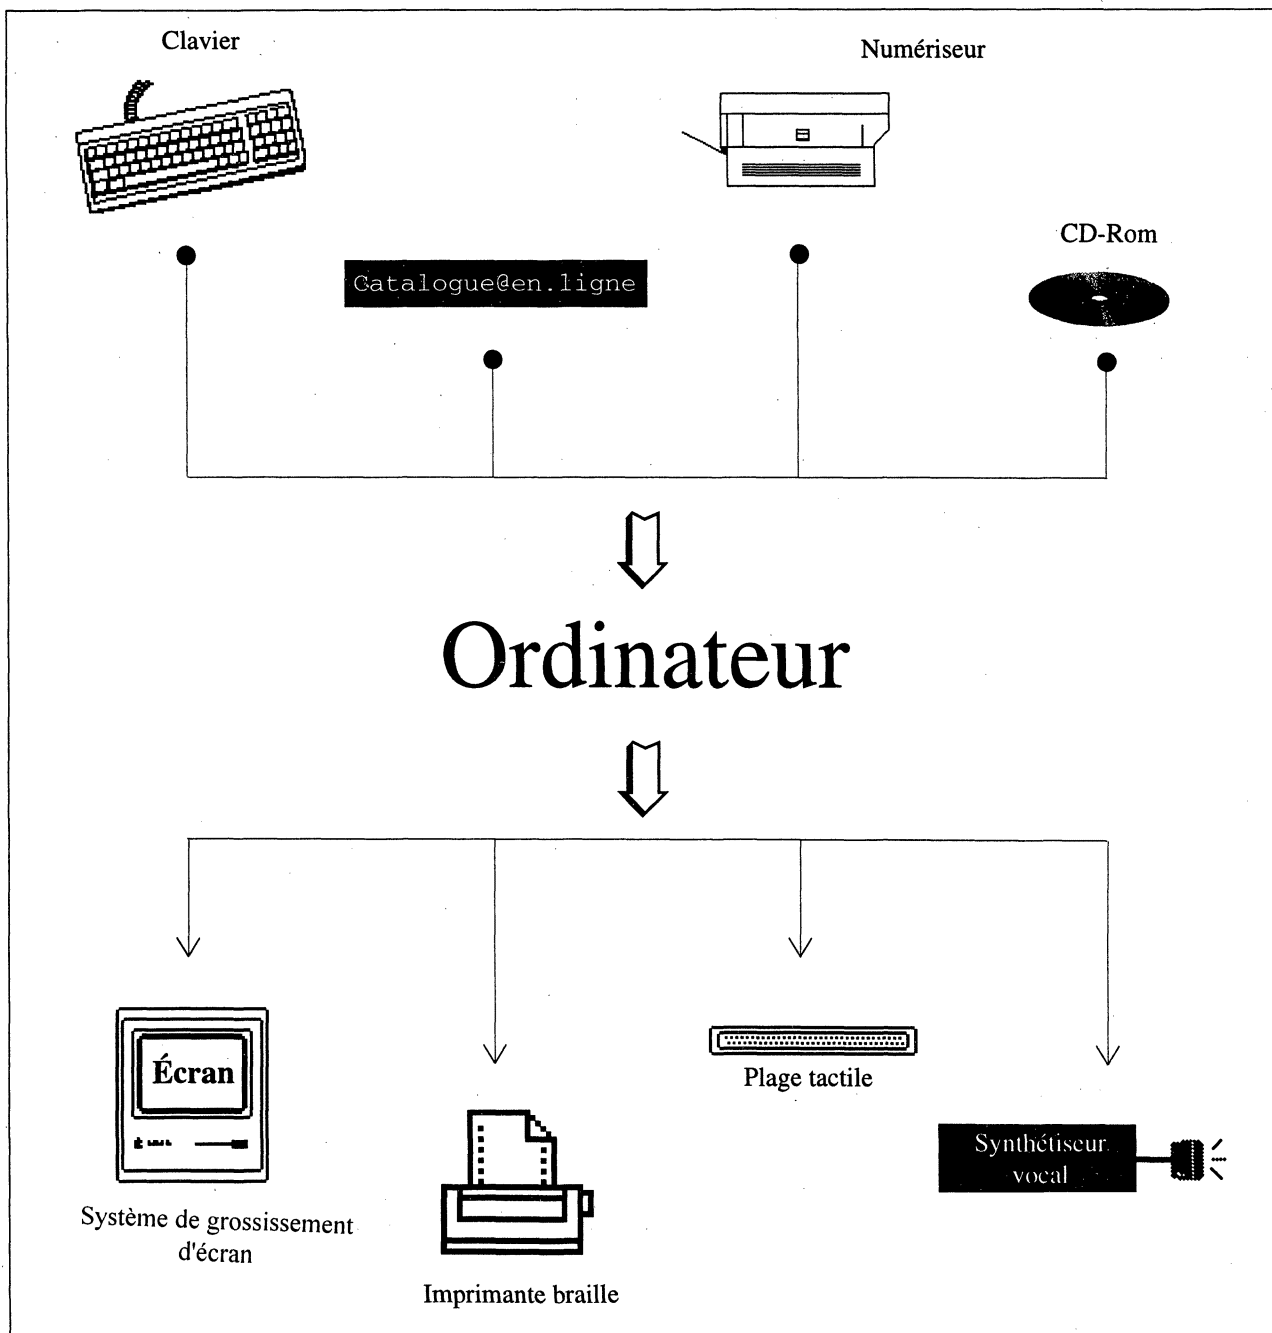 Clavier
Numériseur
CD-Rom
Catalogue@en.ligne
Ordinateur
Écran
Plage tactile
Synthétiseur
vocal
Système de grossissement
d'écran
Imprimante braille